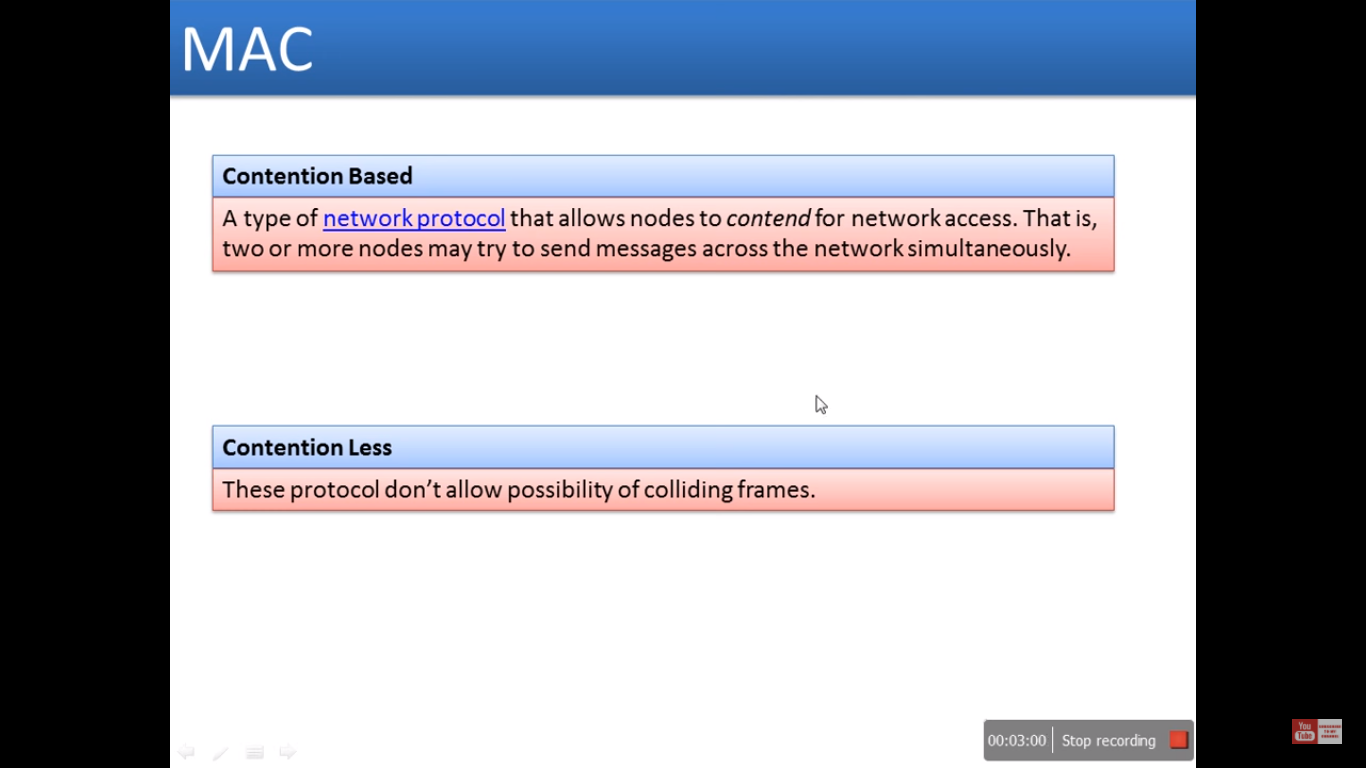 MAC
Contention Based
A type of network protocol that allows nodes to contend for network access. That is,
two or more nodes may try to send messages across the network simultaneously.
Contention Less
These protocol don’t allow possibility of colliding frames.
00:03:00 Stop recording
You
Tube